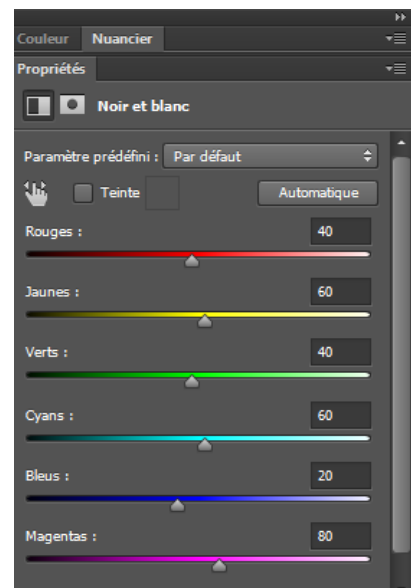 Couleur Nuancier
Propriétés
Noir et blanc
Paramètre prédéfini : Par défaut
Teinte Automatique
Rouges : 40
Jaunes : 60
Verts : 40
Cyans : 60
Bleus : 20
Magentas : 80